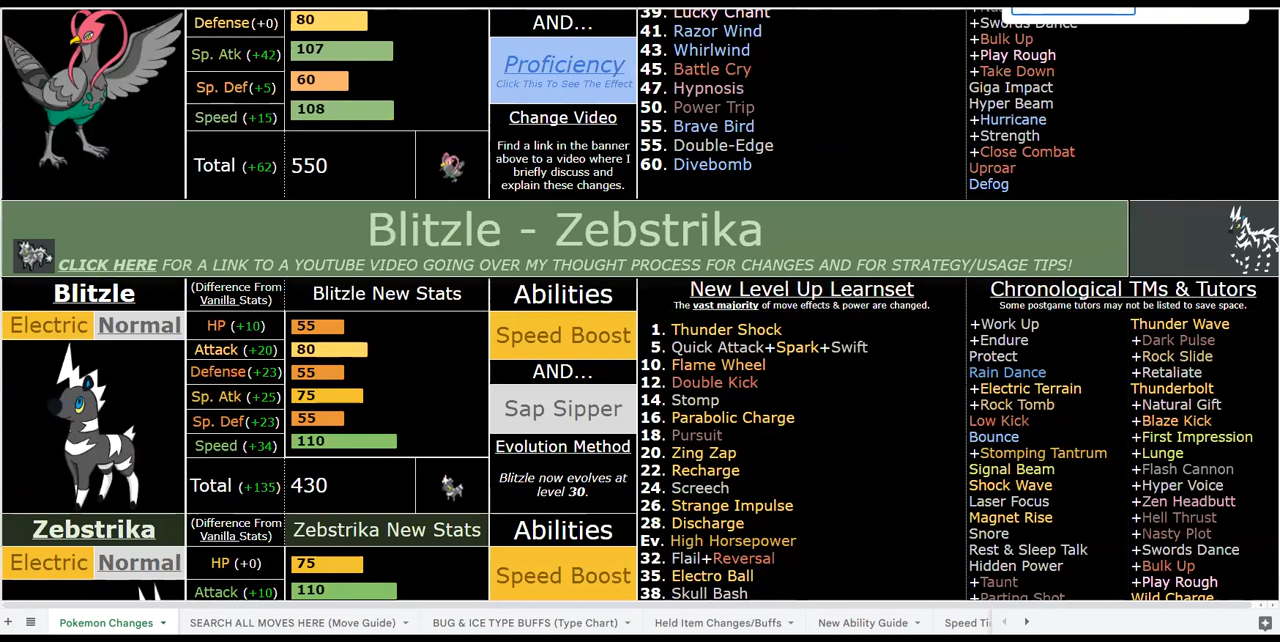 Defense(+0) 80
Sp. Atk (+42) 107
Sp. Def(+5) 60
Speed (+15) 108
Total (+62) 550
AND...
Proficiency
Click This To See The Effect
Change Video
Find a link in the banner
above to a video where I
briefly discuss and
explain these changes.
39. Lucky Chant
41. Razor Wind
43. Whirlwind
45. Battle Cry
47. Hypnosis
50. Power Trip
55. Brave Bird
55. Double-Edge
60. Divebomb
+Swords Dance
+Bulk Up
+Play Rough
+Take Down
Giga Impact
Hyper Beam
+Hurricane
+Strength
+Close Combat
Uproar
Defog
Blitzle - Zebstrika
CLICK HERE FOR A LINK TO A YOUTUBE VIDEO GOING OVER MY THOUGHT PROCESS FOR CHANGES AND FOR STRATEGY/USAGE TIPS!
Blitzle
Electric Normal
(Difference From
Vanilla Stats)
Blitzle New Stats
HP (+10) 55
Attack (+20) 80
Defense(+23) 55
Sp. Atk (+25) 75
Sp. Def(+23) 55
Speed (+34) 110
Total (+135) 430
Abilities
Speed Boost
AND...
Sap Sipper
Evolution Method
Blitzle now evolves at
level 30.
New Level Up Learnset
The vast majority of move effects & power are changed.
1. Thunder Shock
5. Quick Attack+Spark+Swift
10. Flame Wheel
12. Double Kick
14. Stomp
16. Parabolic Charge
18. Pursuit
20. Zing Zap
22. Recharge
24. Screech
26. Strange Impulse
28. Discharge
Ev. High Horsepower
32. Flail+Reversal
35. Electro Ball
38. Skull Bash
Chronological TMs & Tutors
Some postgame tutors may not be listed to save space.
+Work Up
+Endure
Protect
Rain Dance
+Electric Terrain
+Rock Tomb
Low Kick
Bounce
+Stomping Tantrum
Signal Beam
Shock Wave
Laser Focus
Magnet Rise
Snore
Rest & Sleep Talk
Hidden Power
+Taunt
+Parting Shot
Thunder Wave
+Dark Pulse
+Rock Slide
+Retaliate
Thunderbolt
+Natural Gift
+Blaze Kick
+First Impression
+Lunge
+Flash Cannon
+Hyper Voice
+Zen Headbutt
+Hell Thrust
+Nasty Plot
+Swords Dance
+Bulk Up
+Play Rough
Wild Charge
Zebstrika
Electric Normal
(Difference From
Vanilla Stats)
Zebstrika New Stats
HP (+0) 75
Attack (+10) 110
Abilities
Speed Boost
Pokemon Changes
SEARCH ALL MOVES HERE (Move Guide)
BUG & ICE TYPE BUFFS (Type Chart)
Held Item Changes/Buffs
New Ability Guide